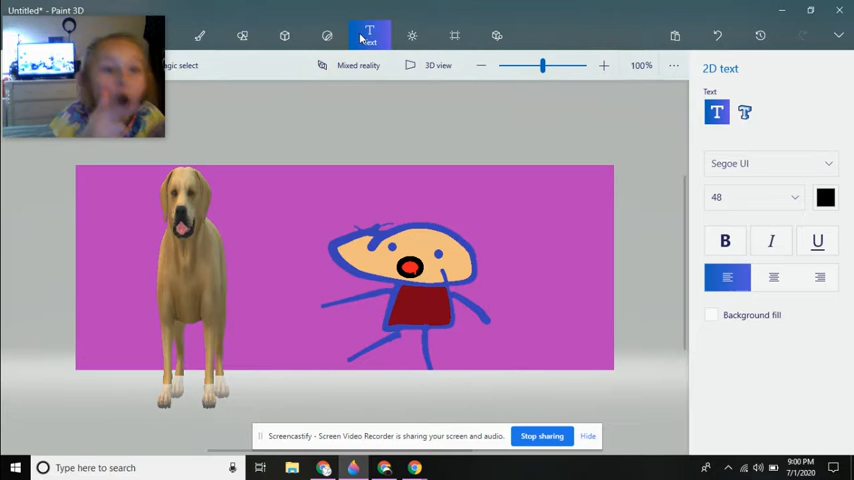 Untitled* - Paint 3D
Text
agic select
Mixed reality
3D view
100%
2D text
Text
T
Segoe UI
48
B
I
U
Background fill
Screencastify - Screen Video Recorder is sharing your screen and audio.
Stop sharing
Hide
Type here to search
9:00 PM
7/1/2020